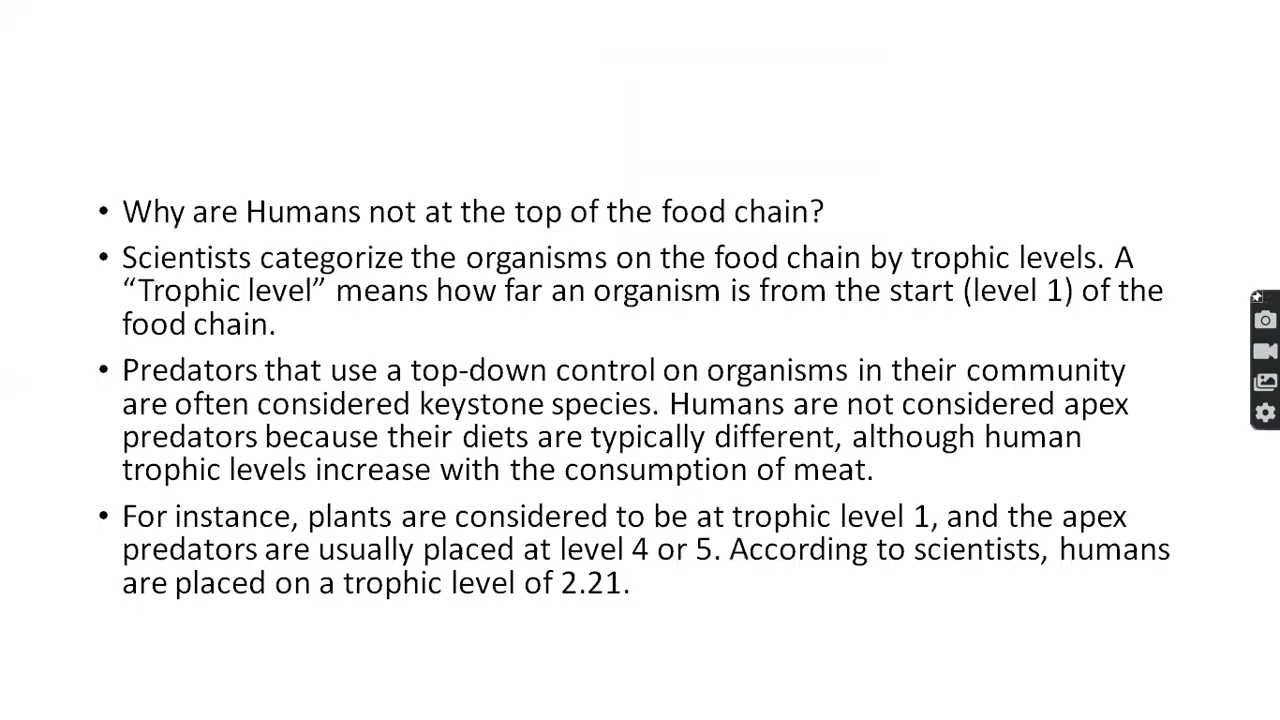 • Why are Humans not at the top of the food chain?
• Scientists categorize the organisms on the food chain by trophic levels. A
“Trophic level” means how far an organism is from the start (level 1) of the
food chain.
• Predators that use a top-down control on organisms in their community
are often considered keystone species. Humans are not considered apex
predators because their diets are typically different, although human
trophic levels increase with the consumption of meat.
• For instance, plants are considered to be at trophic level 1, and the apex
predators are usually placed at level 4 or 5. According to scientists, humans
are placed on a trophic level of 2.21.